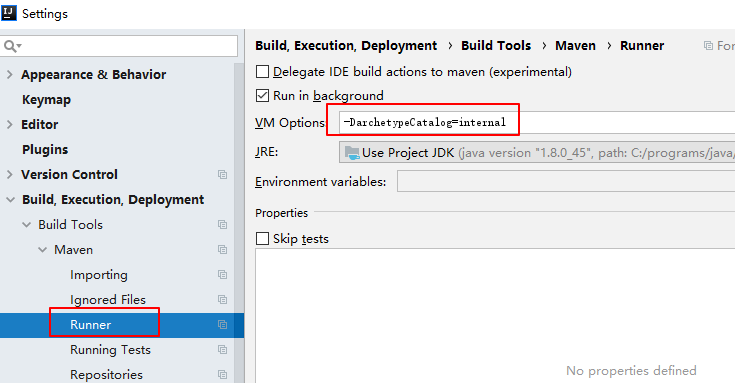 IJ
Settings
Appearance & Behavior
Keymap
Editor
Plugins
Version Control
Build, Execution, Deployment
Build Tools
Maven
Importing
Ignored Files
Runner
Running Tests
Repositories
Build, Execution, Deployment › Build Tools › Maven › Runner
For
Delegate IDE build actions to maven (experimental)
Run in background
VM Options
-DarchetypeCatalog=internal
JRE:
Use Project JDK (java version "1.8.0_45", path: C:/programs/java/
Environment variables:
Properties
Skip tests
No properties defined